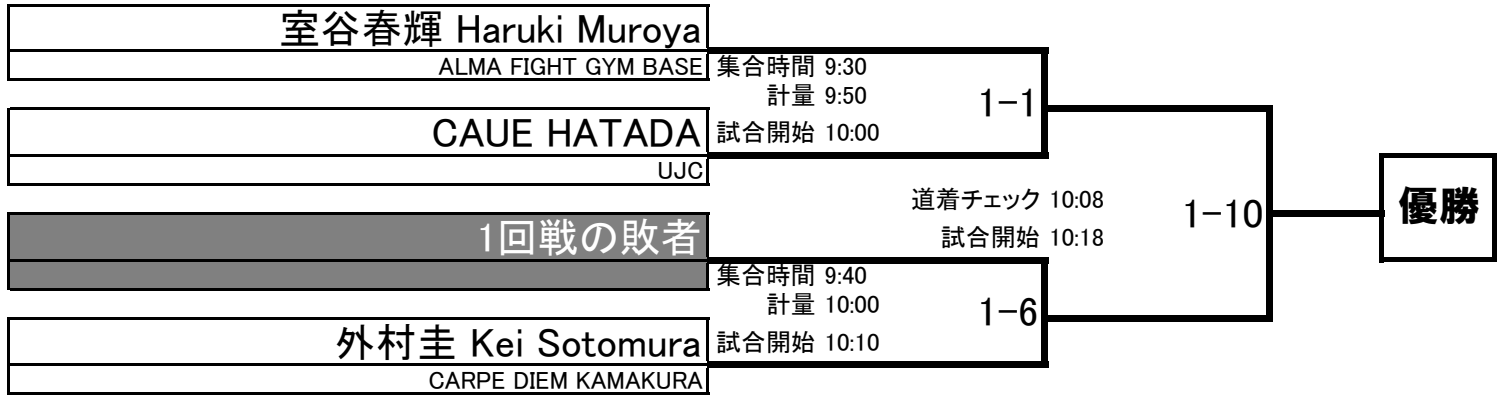 室谷春輝 Haruki Muroya
ALMA FIGHT GYM BASE
集合時間 9:30
計量 9:50
1-1
CAUE HATADA
試合開始 10:00
UJC
道着チェック 10:08
1-10
優勝
1回戦の敗者
試合開始 10:18
集合時間 9:40
計量 10:00
1-6
外村圭 Kei Sotomura
試合開始 10:10
CARPE DIEM KAMAKURA